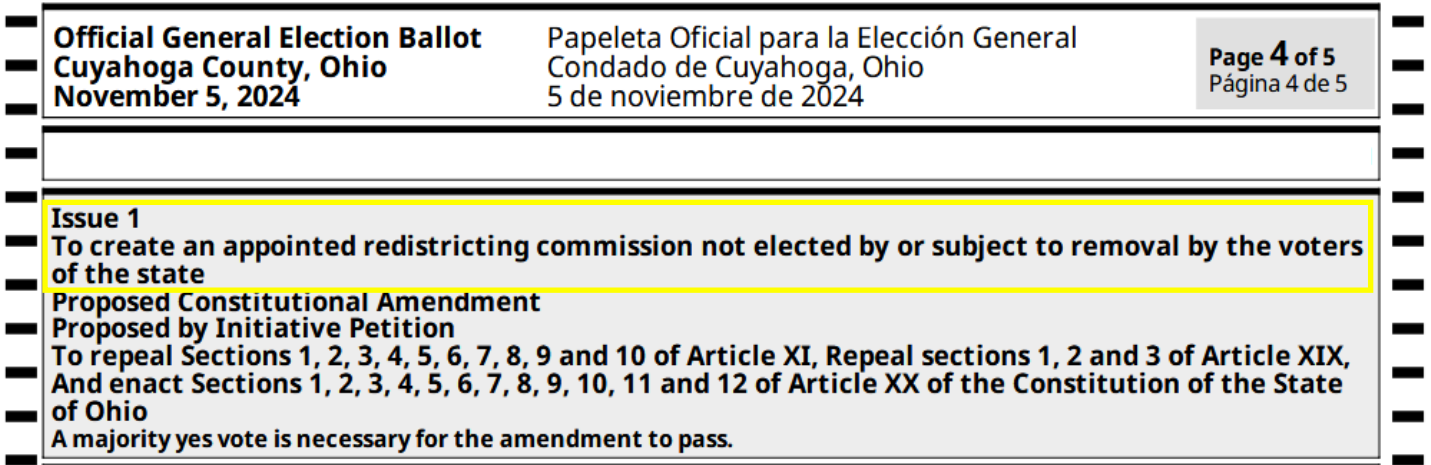 Official General Election Ballot
Cuyahoga County, Ohio
November 5, 2024
Papeleta Oficial para la Elección General
Condado de Cuyahoga, Ohio
5 de noviembre de 2024
Page 4 of 5
Página 4 de 5
Issue 1
To create an appointed redistricting commission not elected by or subject to removal by the voters
of the state
Proposed Constitutional Amendment
Proposed by Initiative Petition
To repeal Sections 1, 2, 3, 4, 5, 6, 7, 8, 9 and 10 of Article XI, Repeal sections 1, 2 and 3 of Article XIX,
And enact Sections 1, 2, 3, 4, 5, 6, 7, 8, 9, 10, 11 and 12 of Article XX of the Constitution of the State
of Ohio
A majority yes vote is necessary for the amendment to pass.